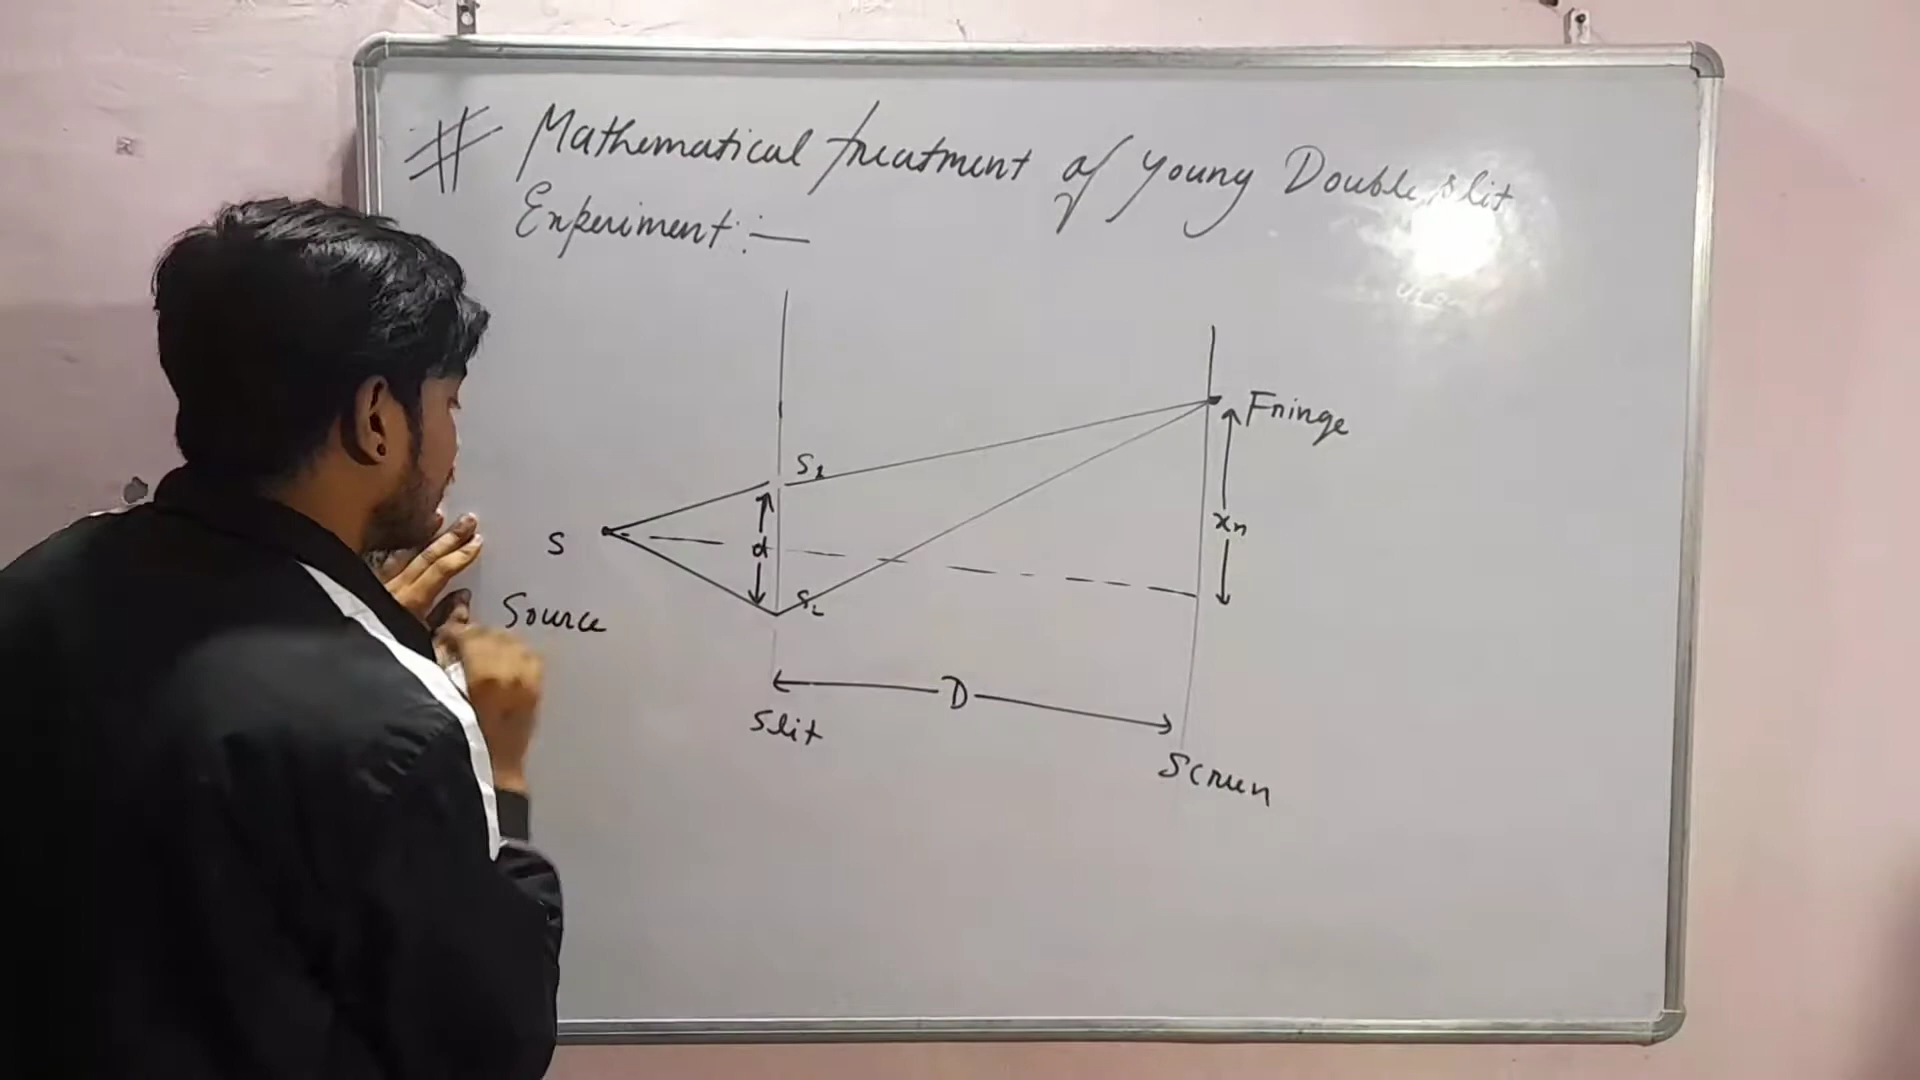 # Mathematical treatment of Young Double slit
Experiment :—
Fringe
S₁
xn
S
d
S₂
Source
D
Slit
Screen